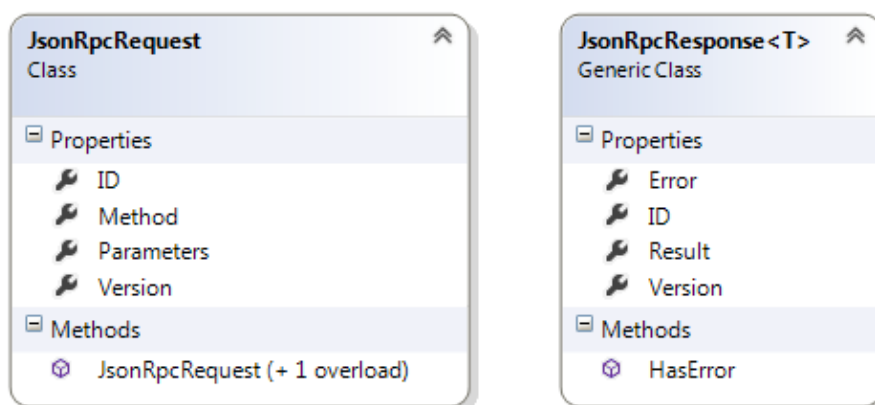 JsonRpcRequest
Class
Properties
ID
Method
Parameters
Version
Methods
JsonRpcRequest (+ 1 overload)
JsonRpcResponse<T>
Generic Class
Properties
Error
ID
Result
Version
Methods
HasError